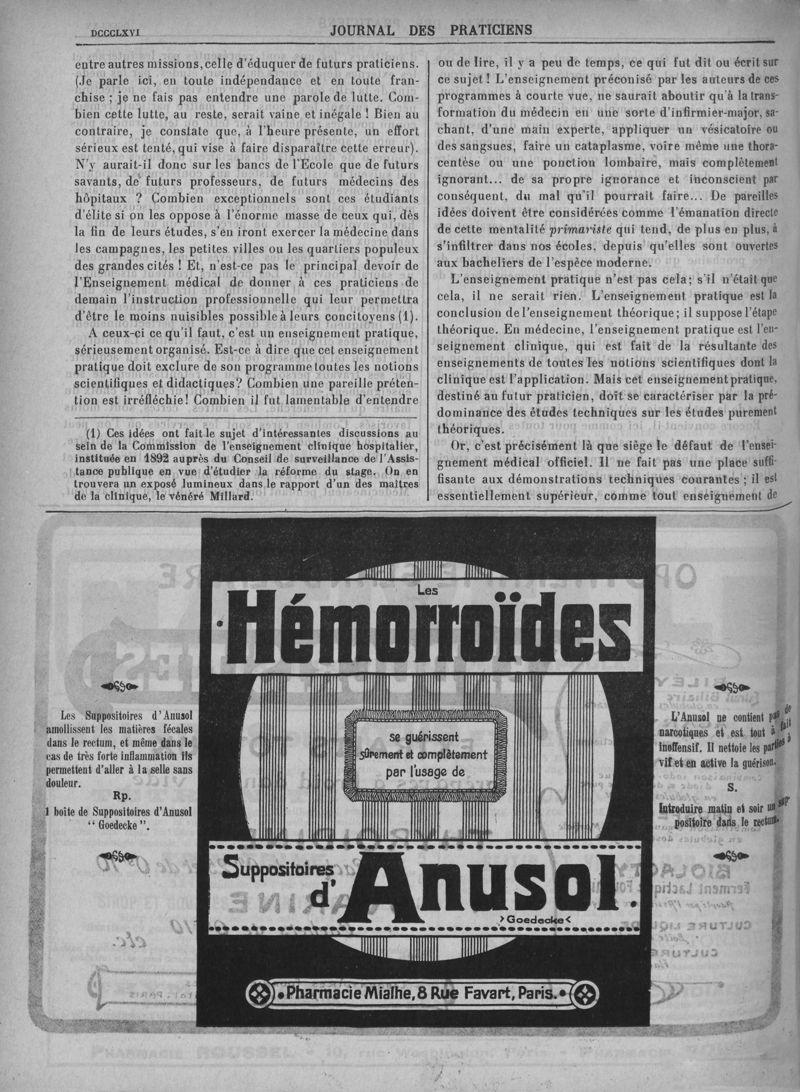 DCCCLXVI
JOURNAL DES PRATICIENS
entre autres missions, celle d'éduquer de futurs praticiens.
(Je parle ici, en toute indépendance et en toute fran-
chise ; je ne fais pas entendre une parole de lutte. Com-
bien cette lutte, au reste, serait vaine et inégale ! Bien au
contraire, je constate que, à l'heure présente, un effort
sérieux est tenté, qui vise à faire disparaître cette erreur).
N'y aurait-il donc sur les bancs de l'Ecole que de futurs
savants, de futurs professeurs, de futurs médecins des
hôpitaux ? Combien exceptionnels sont ces étudiants
d'élite si on les oppose à l'énorme masse de ceux qui, dès
la fin de leurs études, s'en iront exercer la médecine dans
les campagnes, les petites villes ou les quartiers populeux
des grandes cités ! Et, n'est-ce pas le principal devoir de
l'Enseignement médical de donner à ces praticiens de
demain l'instruction professionnelle qui leur permettra
d'être le moins nuisibles possible à leurs concitoyens (1).
A ceux-ci ce qu'il faut, c'est un enseignement pratique,
sérieusement organisé. Est-ce à dire que cet enseignement
pratique doit exclure de son programme toutes les notions
scientifiques et didactiques ? Combien une pareille préten-
tion est irréfléchie ! Combien il fut lamentable d'entendre
(1) Ces idées ont fait le sujet d'intéressantes discussions au
sein de la Commission de l'enseignement clinique hospitalier,
instituée en 1892 auprès du Conseil de surveillance de l'Assis-
tance publique en vue d'étudier la réforme du stage. On en
trouvera un exposé lumineux dans le rapport d'un des maîtres
de la clinique, le vénéré Millard.
ou de lire, il y a peu de temps, ce qui fut dit ou écrit sur
ce sujet ! L'enseignement préconisé par les auteurs de ces
programmes à courte vue, ne saurait aboutir qu'à la trans-
formation du médecin en une sorte d'infirmier-major, sa-
chant, d'une main experte, appliquer un vésicatoire ou
des sangsues, faire un cataplasme, voire même une thora-
centèse ou une ponction lombaire, mais complètement
ignorant... de sa propre ignorance et inconscient par
conséquent, du mal qu'il pourrait faire... De pareilles
idées doivent être considérées comme l'émanation directe
de cette mentalité primariste qui tend, de plus en plus, à
s'infiltrer dans nos écoles, depuis qu'elles sont ouvertes
aux bacheliers de l'espèce moderne.
L'enseignement pratique n'est pas cela ; s'il n'était que
cela, il ne serait rien. L'enseignement pratique est la
conclusion de l'enseignement théorique ; il suppose l'étape
théorique. En médecine, l'enseignement pratique est l'en-
seignement clinique, qui est fait de la résultante des
enseignements de toutes les notions scientifiques dont la
clinique est l'application. Mais cet enseignement pratique,
destiné au futur praticien, doit se caractériser par la pré-
dominance des études techniques sur les études purement
théoriques.
Or, c'est précisément là que siège le défaut de l'ensei-
gnement médical officiel. Il ne fait pas une place suffi-
fisante aux démonstrations techniques courantes ; il est
essentiellement supérieur, comme tout enseignement de
Les Suppositoires d'Anusol
amollissent les matières fécales
dans le rectum, et même dans le
cas de très forte inflammation ils
permettent d'aller à la selle sans
douleur.
Rp.
1 boîte de Suppositoires d'Anusol
“ Goedecke ”.
Les
Hémorroïdes
se guérissent
sûrement et complètement
par l'usage de
Suppositoires
d'Anusol.
>Goedecke<
Pharmacie Mialhe, 8 Rue Favart, Paris.
L'Anusol ne contient pas de
narcotiques et est tout à fait
inoffensif. Il nettoie les parties à
vif et en active la guérison.
S.
Introduire matin et soir un sup-
positoire dans le rectum.